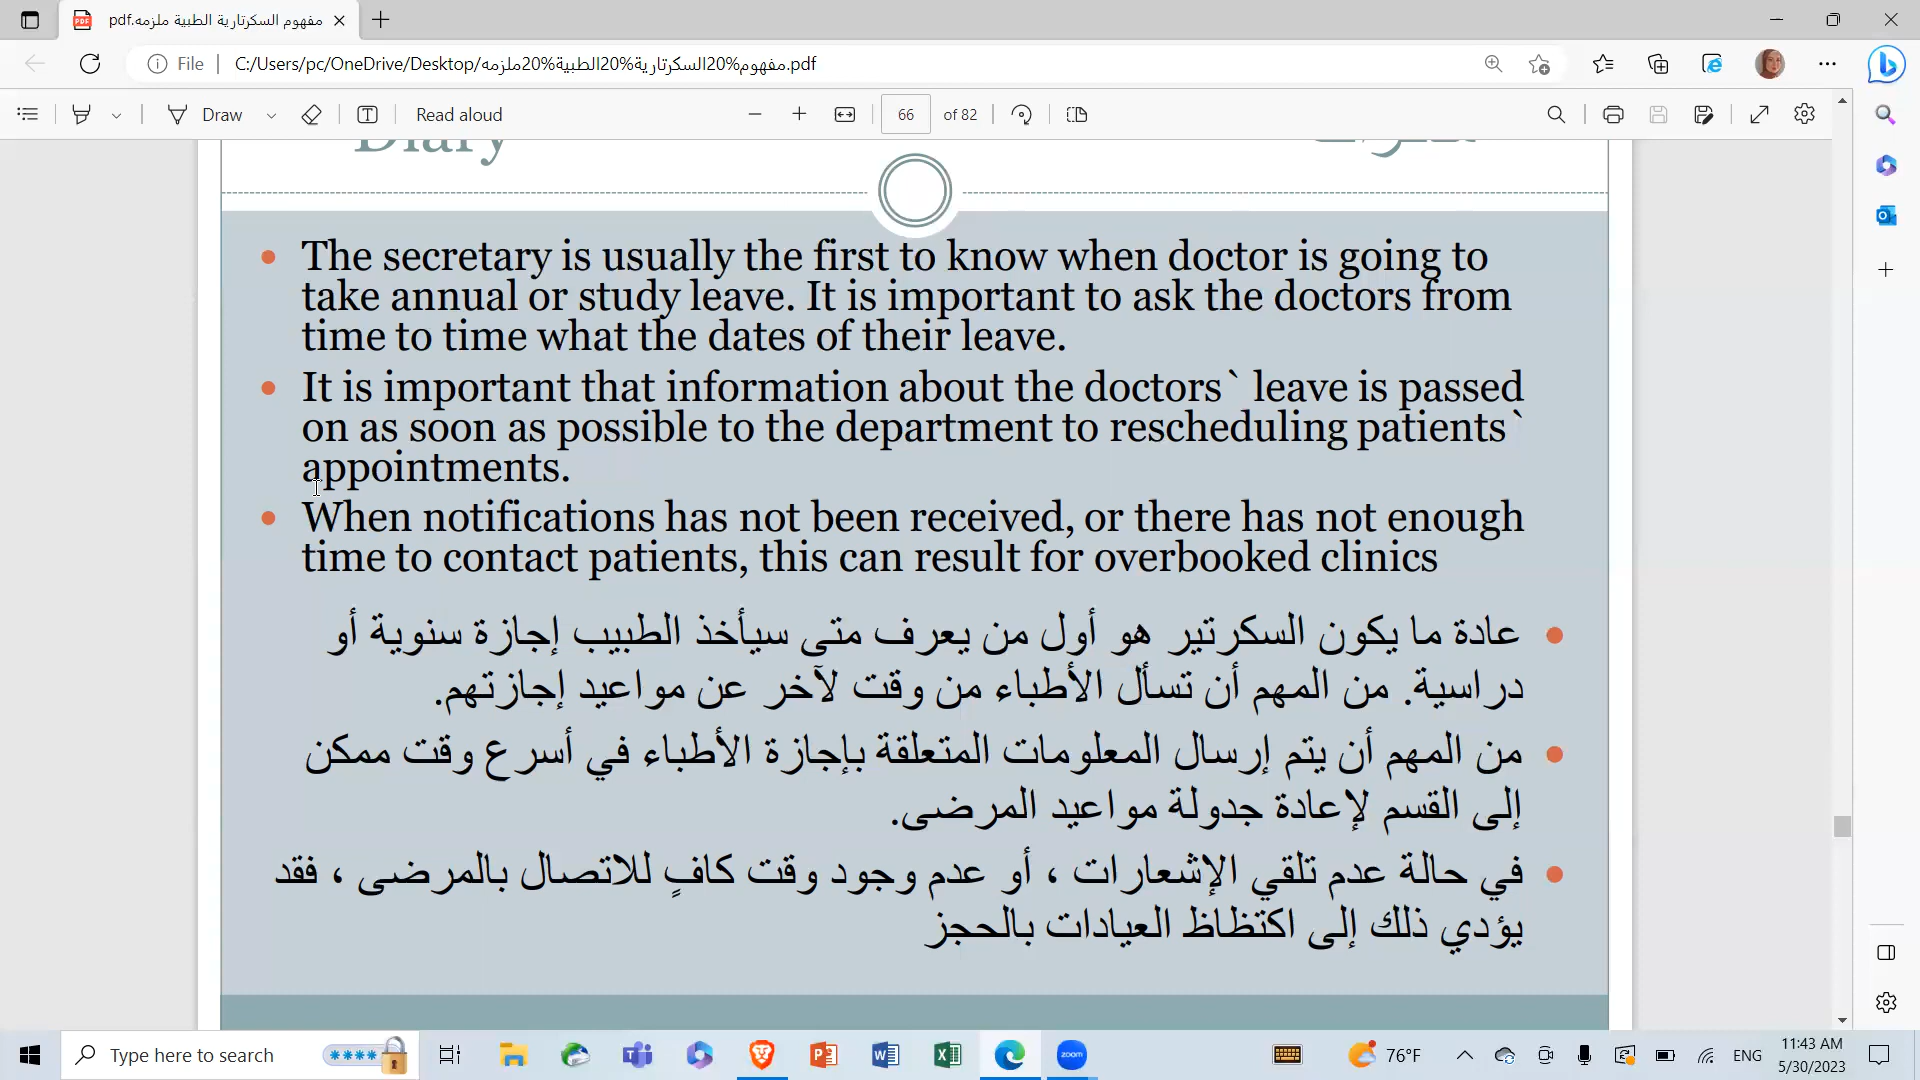 مفهوم السكرتارية الطبية ملزمه.pdf
File
C:/Users/pc/OneDrive/Desktop/مفهوم%20السكرتارية%20الطبية%20ملزمه.pdf
Draw
Read aloud
66
of 82
Diary
The secretary is usually the first to know when doctor is going to
take annual or study leave. It is important to ask the doctors from
time to time what the dates of their leave.
It is important that information about the doctors` leave is passed
on as soon as possible to the department to rescheduling patients`
appointments.
When notifications has not been received, or there has not enough
time to contact patients, this can result for overbooked clinics
عادة ما يكون السكرتير هو أول من يعرف متى سيأخذ الطبيب إجازة سنوية أو
دراسية. من المهم أن تسأل الأطباء من وقت لآخر عن مواعيد إجازتهم.
من المهم أن يتم إرسال المعلومات المتعلقة بإجازة الأطباء في أسرع وقت ممكن
إلى القسم لإعادة جدولة مواعيد المرضى.
في حالة عدم تلقي الإشعارات ، أو عدم وجود وقت كافٍ للاتصال بالمرضى ، فقد
يؤدي ذلك إلى اكتظاظ العيادات بالحجز
Type here to search
zoom
76°F
ENG
11:43 AM
5/30/2023